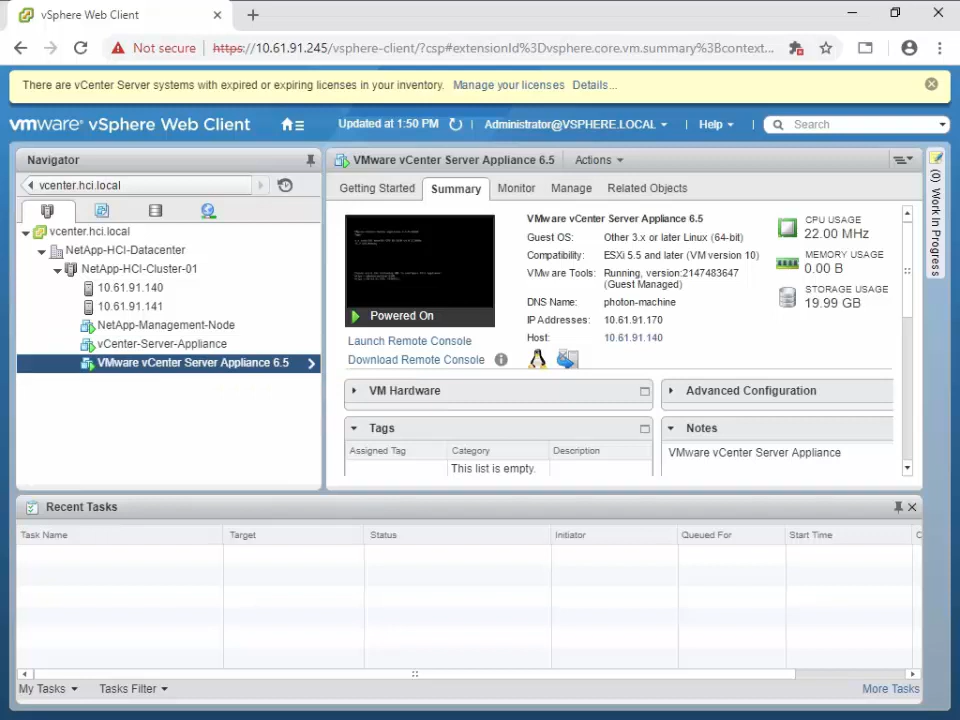 vSphere Web Client
Not secure
https://10.61.91.245/vsphere-client/?csp#extensionId%3Dvsphere.core.vm.summary%3Bcontext...
There are vCenter Server systems with expired or expiring licenses in your inventory. Manage your licenses Details...
vmware® vSphere Web Client
Updated at 1:50 PM
Administrator@VSPHERE.LOCAL
Help
Search
Navigator
vcenter.hci.local
vcenter.hci.local
NetApp-HCI-Datacenter
NetApp-HCI-Cluster-01
10.61.91.140
10.61.91.141
NetApp-Management-Node
vCenter-Server-Appliance
VMware vCenter Server Appliance 6.5
VMware vCenter Server Appliance 6.5
Actions
Getting Started Summary Monitor Manage Related Objects
Powered On
Launch Remote Console
Download Remote Console
VMware vCenter Server Appliance 6.5
Guest OS: Other 3.x or later Linux (64-bit)
Compatibility: ESXi 5.5 and later (VM version 10)
VMware Tools: Running, version:2147483647
(Guest Managed)
DNS Name: photon-machine
IP Addresses: 10.61.91.170
Host: 10.61.91.140
CPU USAGE
22.00 MHz
MEMORY USAGE
0.00 B
STORAGE USAGE
19.99 GB
VM Hardware
Advanced Configuration
Tags
Assigned Tag Category Description
This list is empty.
Notes
VMware vCenter Server Appliance
(0) Work In Progress
Recent Tasks
Task Name Target Status Initiator Queued For Start Time C
My Tasks
Tasks Filter
More Tasks